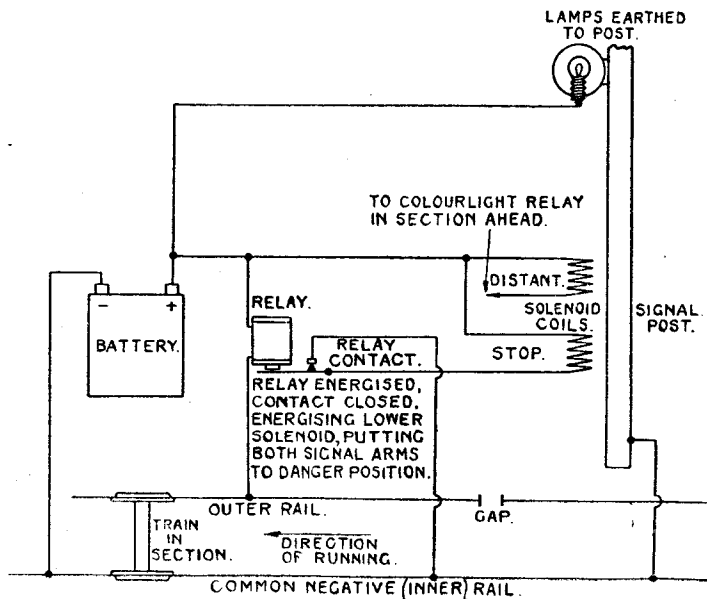 LAMPS EARTHED
TO POST.
TO COLOURLIGHT RELAY
IN SECTION AHEAD.
DISTANT.
SOLENOID
COILS.
SIGNAL
POST.
STOP.
- +
BATTERY.
RELAY.
RELAY
CONTACT.
RELAY ENERGISED,
CONTACT CLOSED,
ENERGISING LOWER
SOLENOID, PUTTING
BOTH SIGNAL ARMS
TO DANGER POSITION.
OUTER RAIL.
GAP.
TRAIN
IN
SECTION.
DIRECTION
OF RUNNING.
COMMON NEGATIVE (INNER) RAIL.